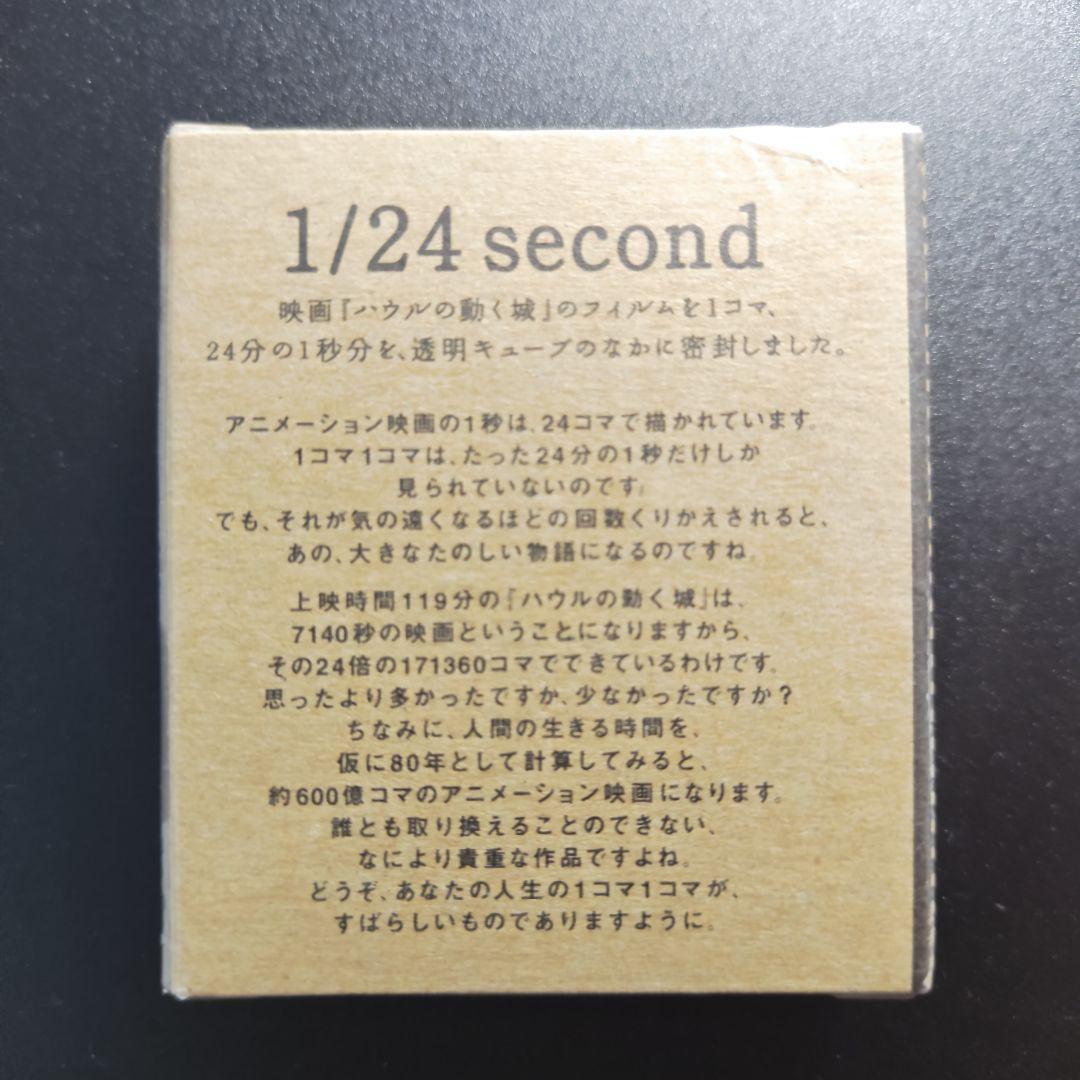 1/24 second
映画『ハウルの動く城』のフィルムを1コマ、
24分の1秒分を、透明キューブのなかに密封しました。
アニメーション映画の1秒は、24コマで描かれています。
1コマ1コマは、たった24分の1秒だけしか
見られていないのです。
でも、それが気の遠くなるほどの回数くりかえされると、
あの、大きなたのしい物語になるのですね。
上映時間119分の『ハウルの動く城』は、
7140秒の映画ということになりますから、
その24倍の171360コマでできているわけです。
思ったより多かったですか、少なかったですか？
ちなみに、人間の生きる時間を、
仮に80年として計算してみると、
約600億コマのアニメーション映画になります。
誰とも取り換えることのできない、
なにより貴重な作品ですよね。
どうぞ、あなたの人生の1コマ1コマが、
すばらしいものでありますように。